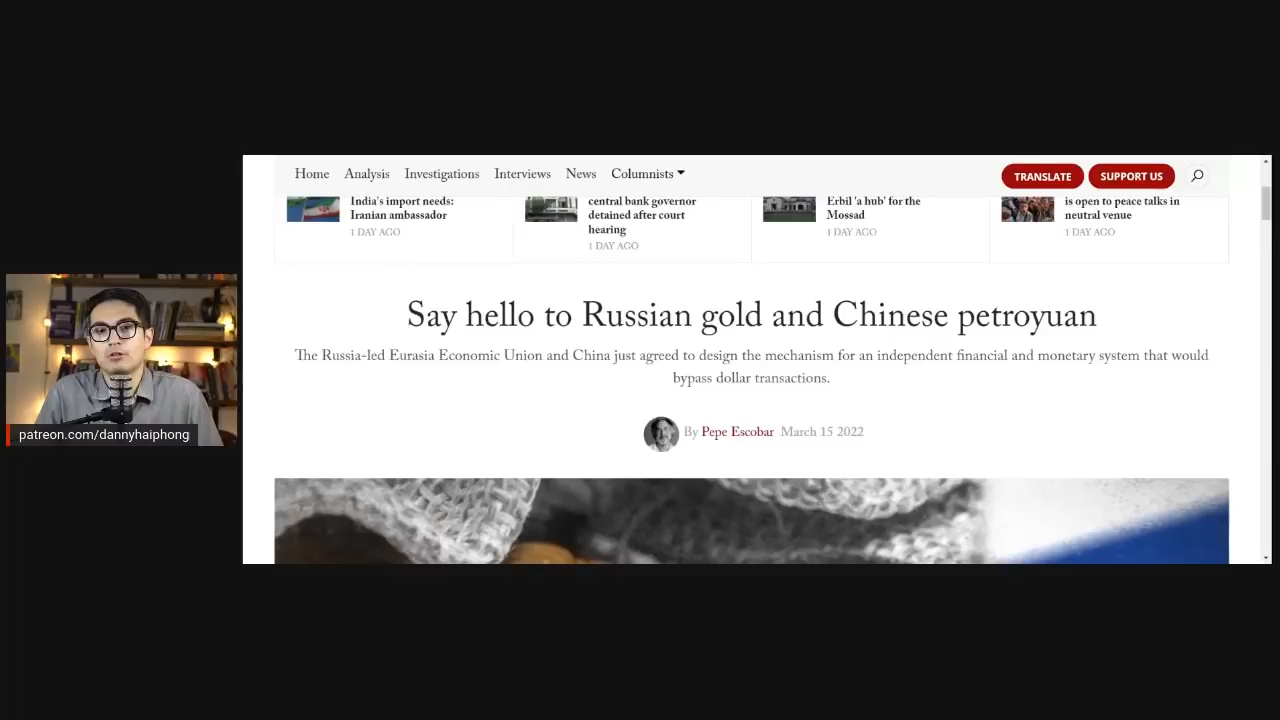 Home Analysis Investigations Interviews News Columnists
TRANSLATE SUPPORT US
India's import needs:
Iranian ambassador
1 DAY AGO
central bank governor
detained after court
hearing
1 DAY AGO
Erbil 'a hub' for the
Mossad
1 DAY AGO
is open to peace talks in
neutral venue
1 DAY AGO
Say hello to Russian gold and Chinese petroyuan
The Russia-led Eurasia Economic Union and China just agreed to design the mechanism for an independent financial and monetary system that would
bypass dollar transactions.
By Pepe Escobar March 15 2022
patreon.com/dannyhaiphong